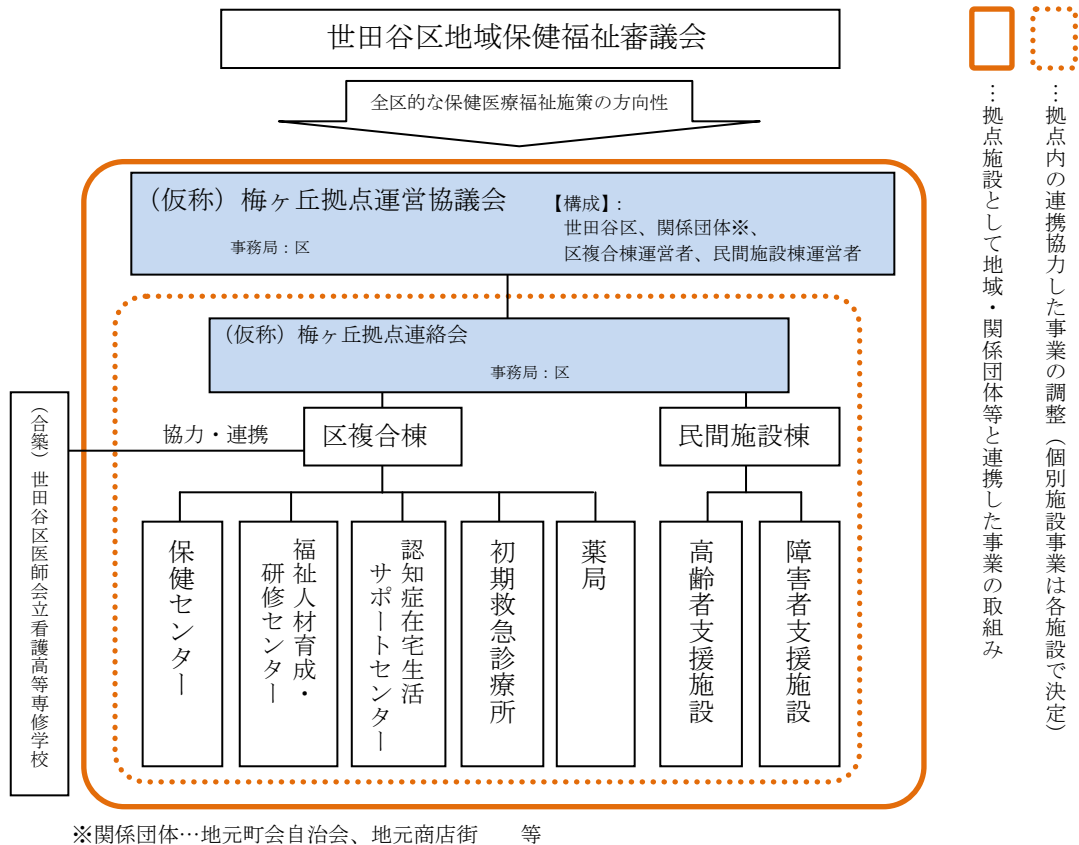 世田谷区地域保健福祉審議会
全区的な保健医療福祉施策の方向性
(仮称)梅ヶ丘拠点運営協議会
事務局:区
【構成】:
世田谷区、関係団体※、
区複合棟運営者、民間施設棟運営者
(仮称)梅ヶ丘拠点連絡会
事務局:区
(合築)世田谷区医師会立看護高等専修学校
協力・連携
区複合棟
民間施設棟
保健センター
福祉人材育成・
研修センター
認知症在宅生活
サポートセンター
初期救急診療所
薬局
高齢者支援施設
障害者支援施設
…拠点施設として地域・関係団体等と連携した事業の取組み
…拠点内の連携協力した事業の調整(個別施設事業は各施設で決定)
※関係団体…地元町会自治会、地元商店街 等